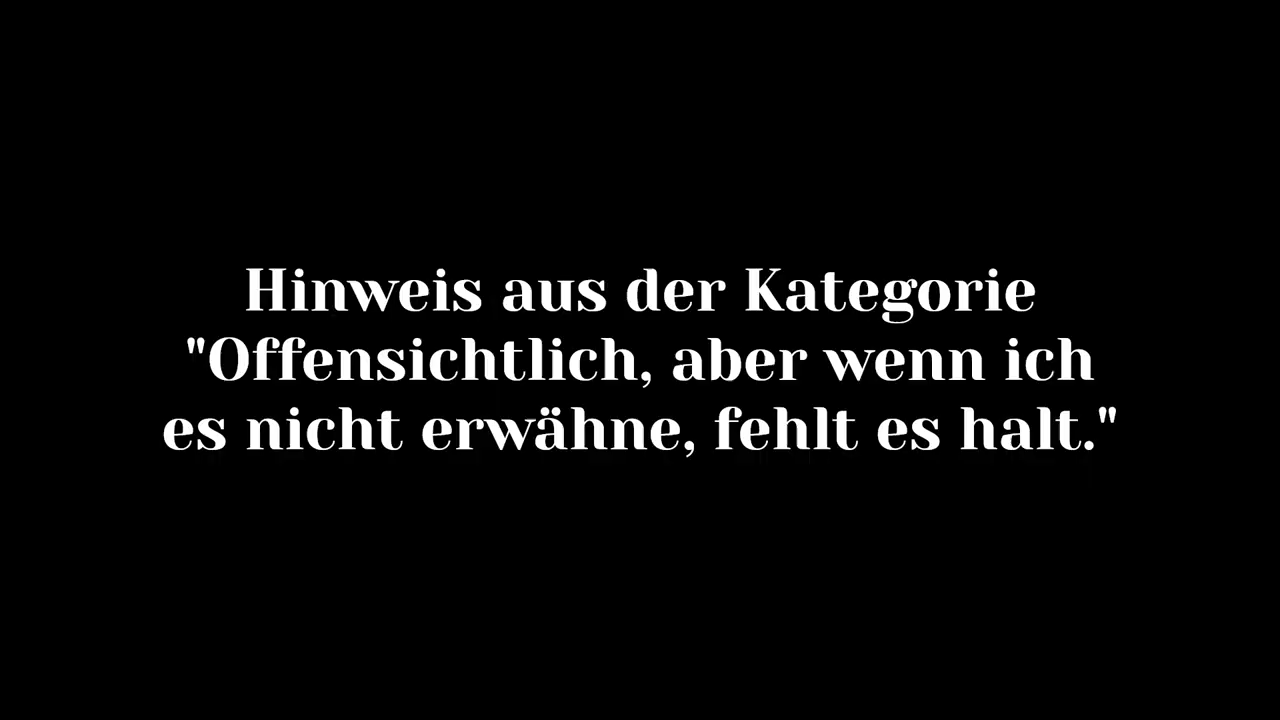 Hinweis aus der Kategorie
"Offensichtlich, aber wenn ich
es nicht erwähne, fehlt es halt."